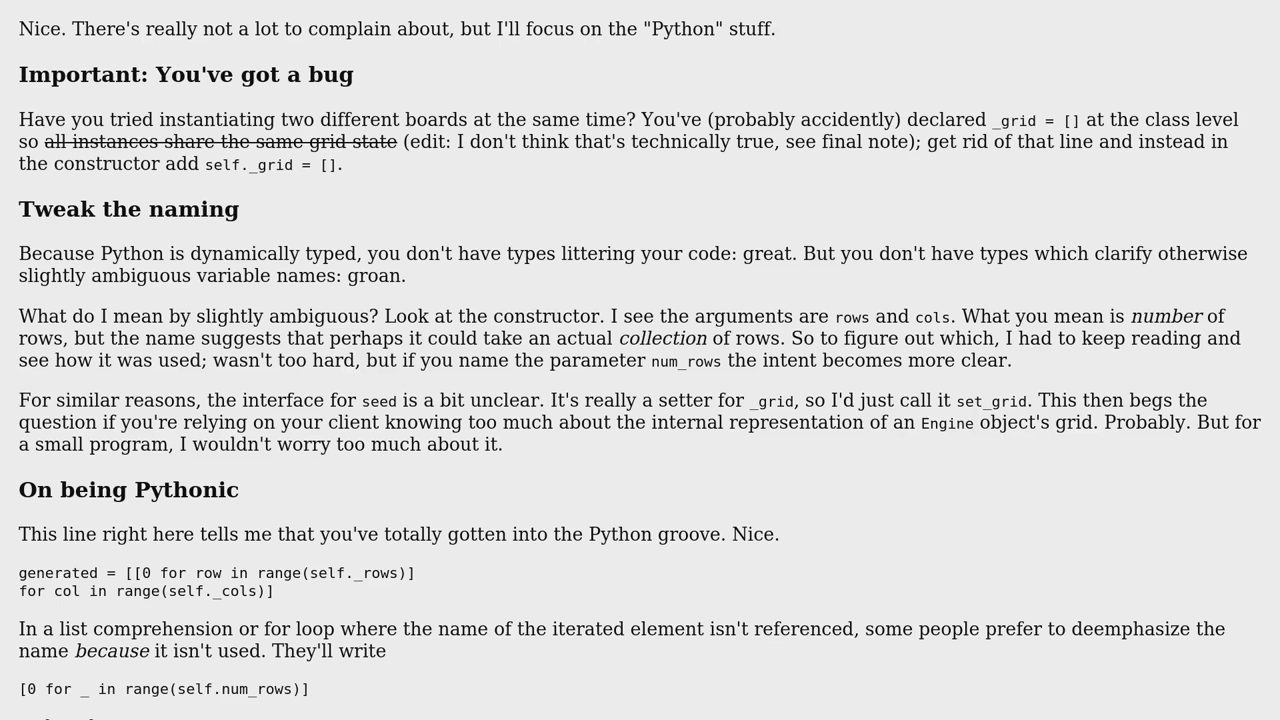 Nice. There's really not a lot to complain about, but I'll focus on the "Python" stuff.
Important: You've got a bug
Have you tried instantiating two different boards at the same time? You've (probably accidently) declared _grid = [] at the class level
so all instances share the same grid state (edit: I don't think that's technically true, see final note); get rid of that line and instead in
the constructor add self._grid = [].
Tweak the naming
Because Python is dynamically typed, you don't have types littering your code: great. But you don't have types which clarify otherwise
slightly ambiguous variable names: groan.
What do I mean by slightly ambiguous? Look at the constructor. I see the arguments are rows and cols. What you mean is number of
rows, but the name suggests that perhaps it could take an actual collection of rows. So to figure out which, I had to keep reading and
see how it was used; wasn't too hard, but if you name the parameter num_rows the intent becomes more clear.
For similar reasons, the interface for seed is a bit unclear. It's really a setter for _grid, so I'd just call it set_grid. This then begs the
question if you're relying on your client knowing too much about the internal representation of an Engine object's grid. Probably. But for
a small program, I wouldn't worry too much about it.
On being Pythonic
This line right here tells me that you've totally gotten into the Python groove. Nice.
generated = [[0 for row in range(self._rows)]
for col in range(self._cols)]
In a list comprehension or for loop where the name of the iterated element isn't referenced, some people prefer to deemphasize the
name because it isn't used. They'll write
[0 for _ in range(self.num_rows)]